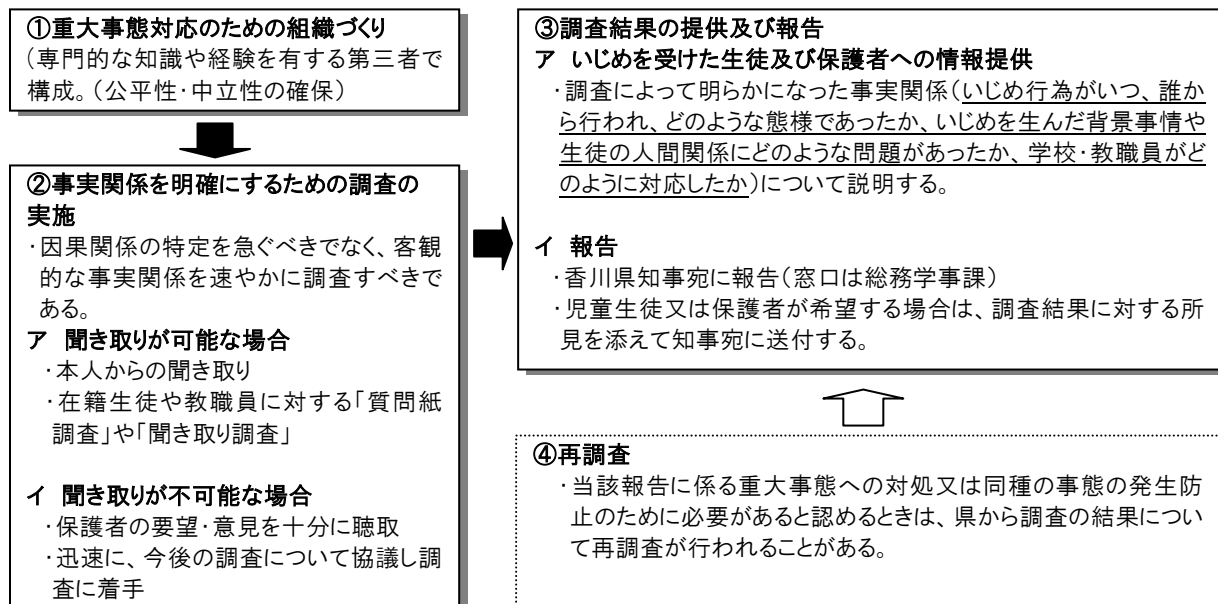 ①重大事態対応のための組織づくり
(専門的な知識や経験を有する第三者で
構成。(公平性・中立性の確保)
②事実関係を明確にするための調査の
実施
・因果関係の特定を急ぐべきでなく、客観
的な事実関係を速やかに調査すべきで
ある。
ア 聞き取りが可能な場合
・本人からの聞き取り
・在籍生徒や教職員に対する「質問紙
調査」や「聞き取り調査」
イ 聞き取りが不可能な場合
・保護者の要望・意見を十分に聴取
・迅速に、今後の調査について協議し調
査に着手
③調査結果の提供及び報告
ア いじめを受けた生徒及び保護者への情報提供
・調査によって明らかになった事実関係(いじめ行為がいつ、誰か
ら行われ、どのような態様であったか、いじめを生んだ背景事情や
生徒の人間関係にどのような問題があったか、学校・教職員がど
のように対応したか)について説明する。
イ 報告
・香川県知事宛に報告(窓口は総務学事課)
・児童生徒又は保護者が希望する場合は、調査結果に対する所
見を添えて知事宛に送付する。
④再調査
・当該報告に係る重大事態への対処又は同種の事態の発生防
止のために必要があると認めるときは、県から調査の結果につい
て再調査が行われることがある。